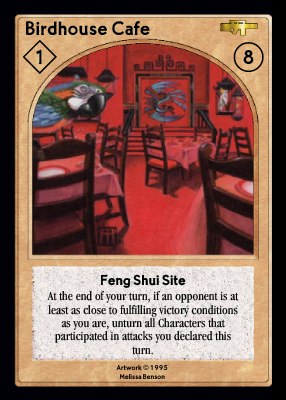 Birdhouse Cafe
1
8
Feng Shui Site
At the end of your turn, if an opponent is at
least as close to fulfilling victory conditions
as you are, unturn all Characters that
participated in attacks you declared this
turn.
Artwork © 1995
Melissa Benson